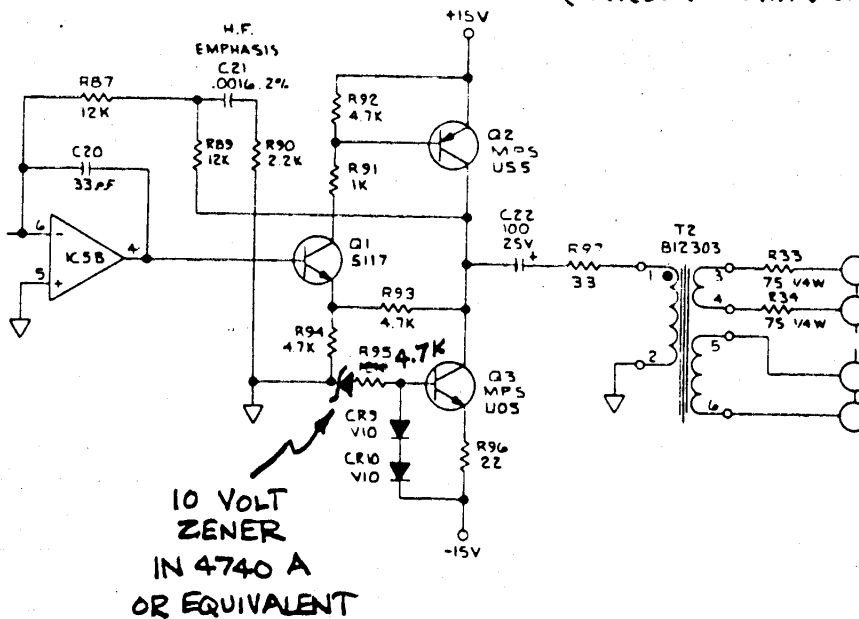 +15V
H.F.
EMPHASIS
C21
.0016 .2%
R87
12K
R92
4.7K
Q2
MPS
U55
R89
12K
R90
2.2K
C20
33pF
R91
1K
C22
100
25V
+
R97
33
T2
B12303
R33
75 1/4W
R34
75 1/4W
6
-
IC5B
4
5
+
Q1
S117
1
3
4
R93
4.7K
R94
4.7K
R95
4.7K
2
5
6
Q3
MPS
U05
CR9
V10
CR10
V10
R96
22
-15V
10 VOLT
ZENER
IN 4740 A
OR EQUIVALENT